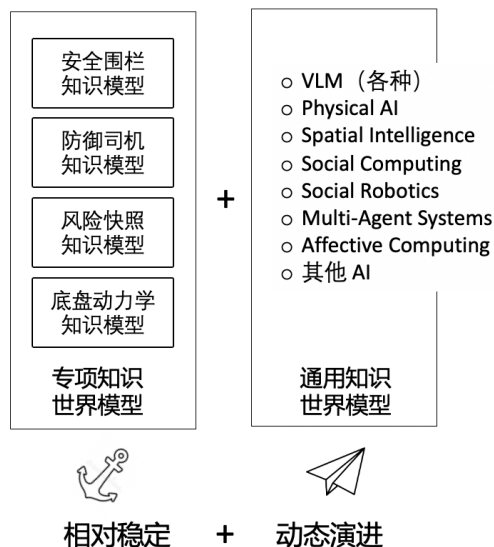 安全围栏
知识模型
防御司机
知识模型
风险快照
知识模型
底盘动力学
知识模型
专项知识
世界模型
+
○ VLM（各种）
○ Physical AI
○ Spatial Intelligence
○ Social Computing
○ Social Robotics
○ Multi-Agent Systems
○ Affective Computing
○ 其他 AI
通用知识
世界模型
相对稳定 + 动态演进